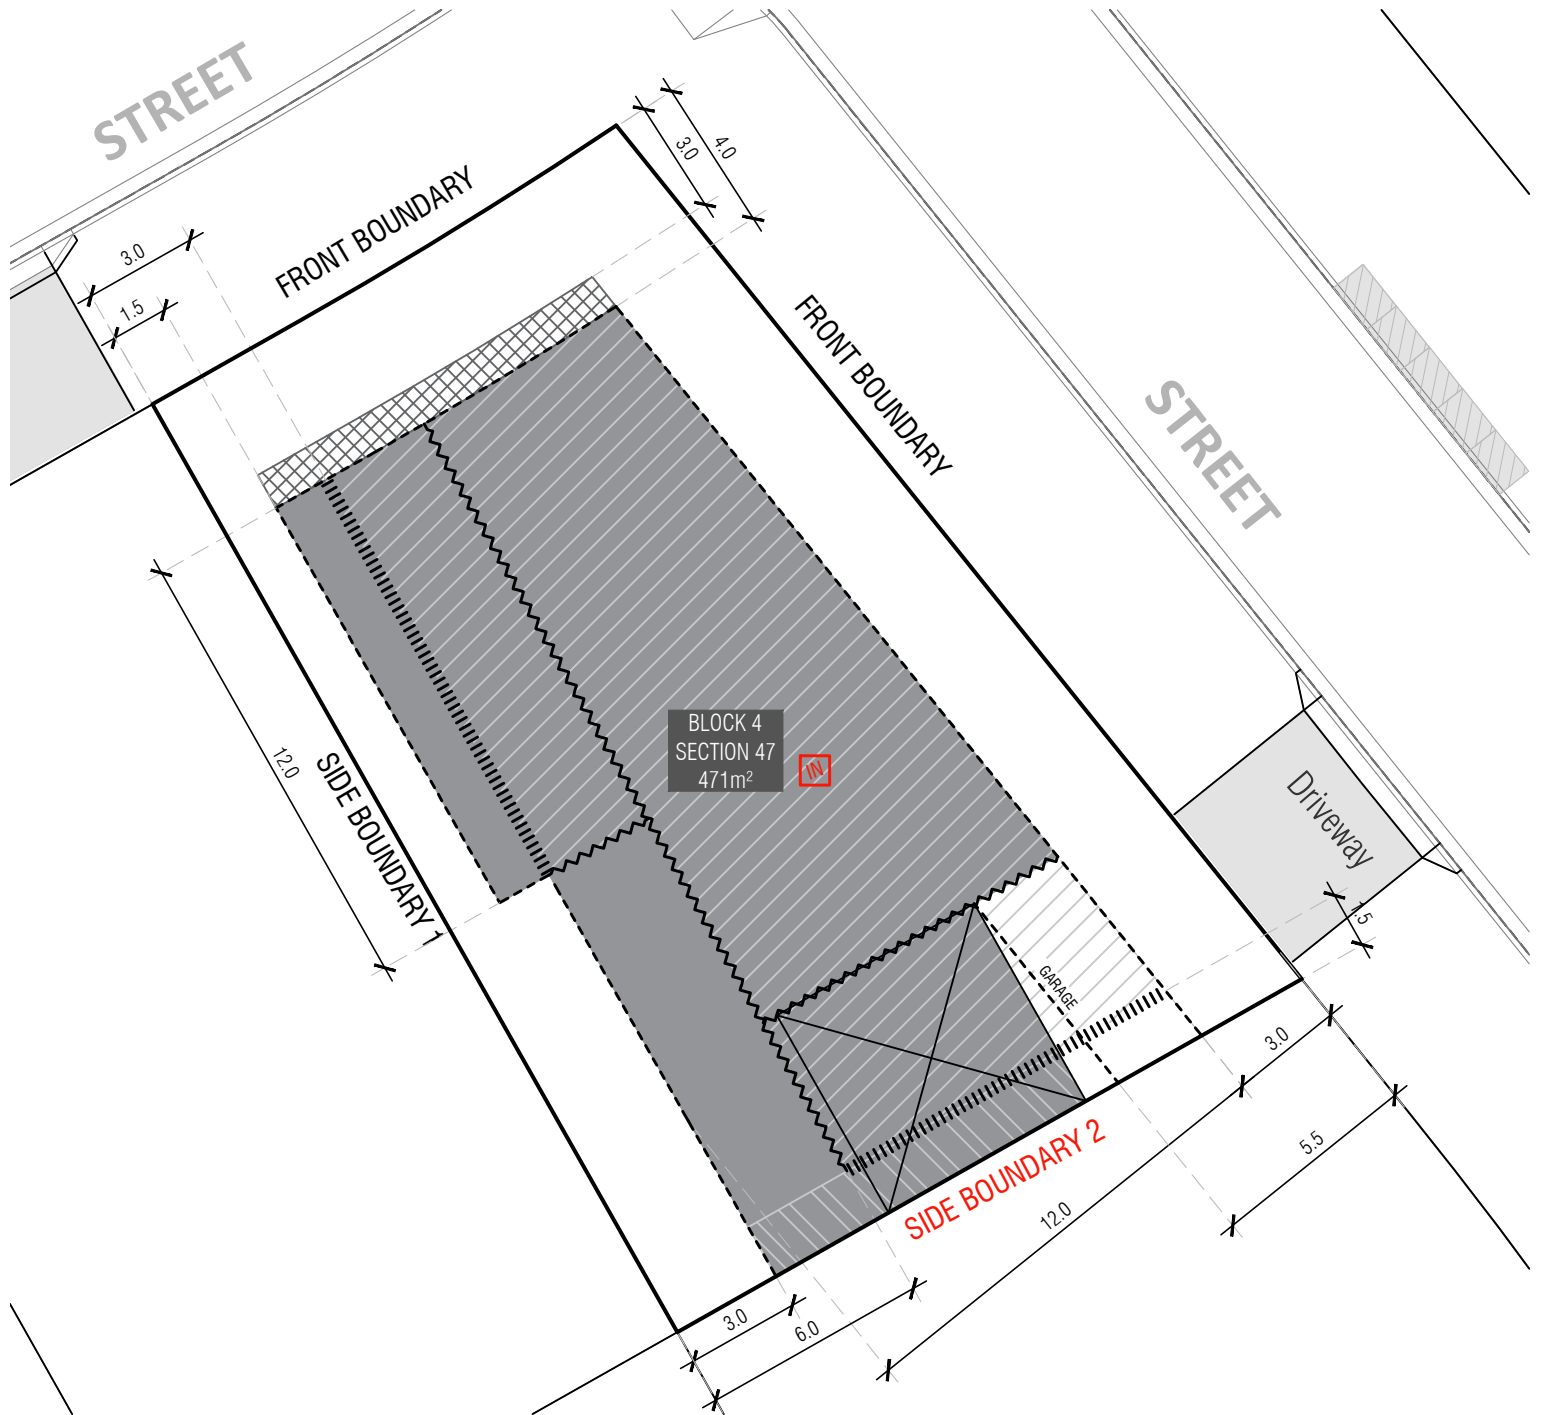 STREET
3.0
4.0
FRONT BOUNDARY
3.0
1.5
FRONT BOUNDARY
STREET
BLOCK 4
SECTION 47
471m²
IN
12.0
SIDE BOUNDARY 1
Driveway
1.5
GARAGE
3.0
SIDE BOUNDARY 2
5.5
12.0
3.0
6.0